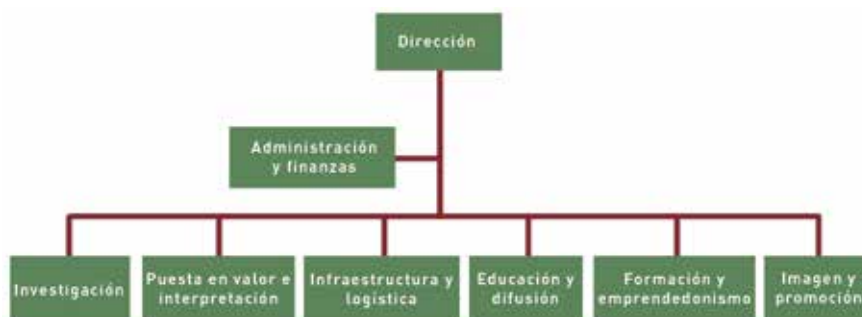 Dirección
Administración
y finanzas
Investigación
Puesta en valor e
interpretación
Infraestructura y
logística
Educación y
difusión
Formación y
emprendedonismo
Imagen y
promoción